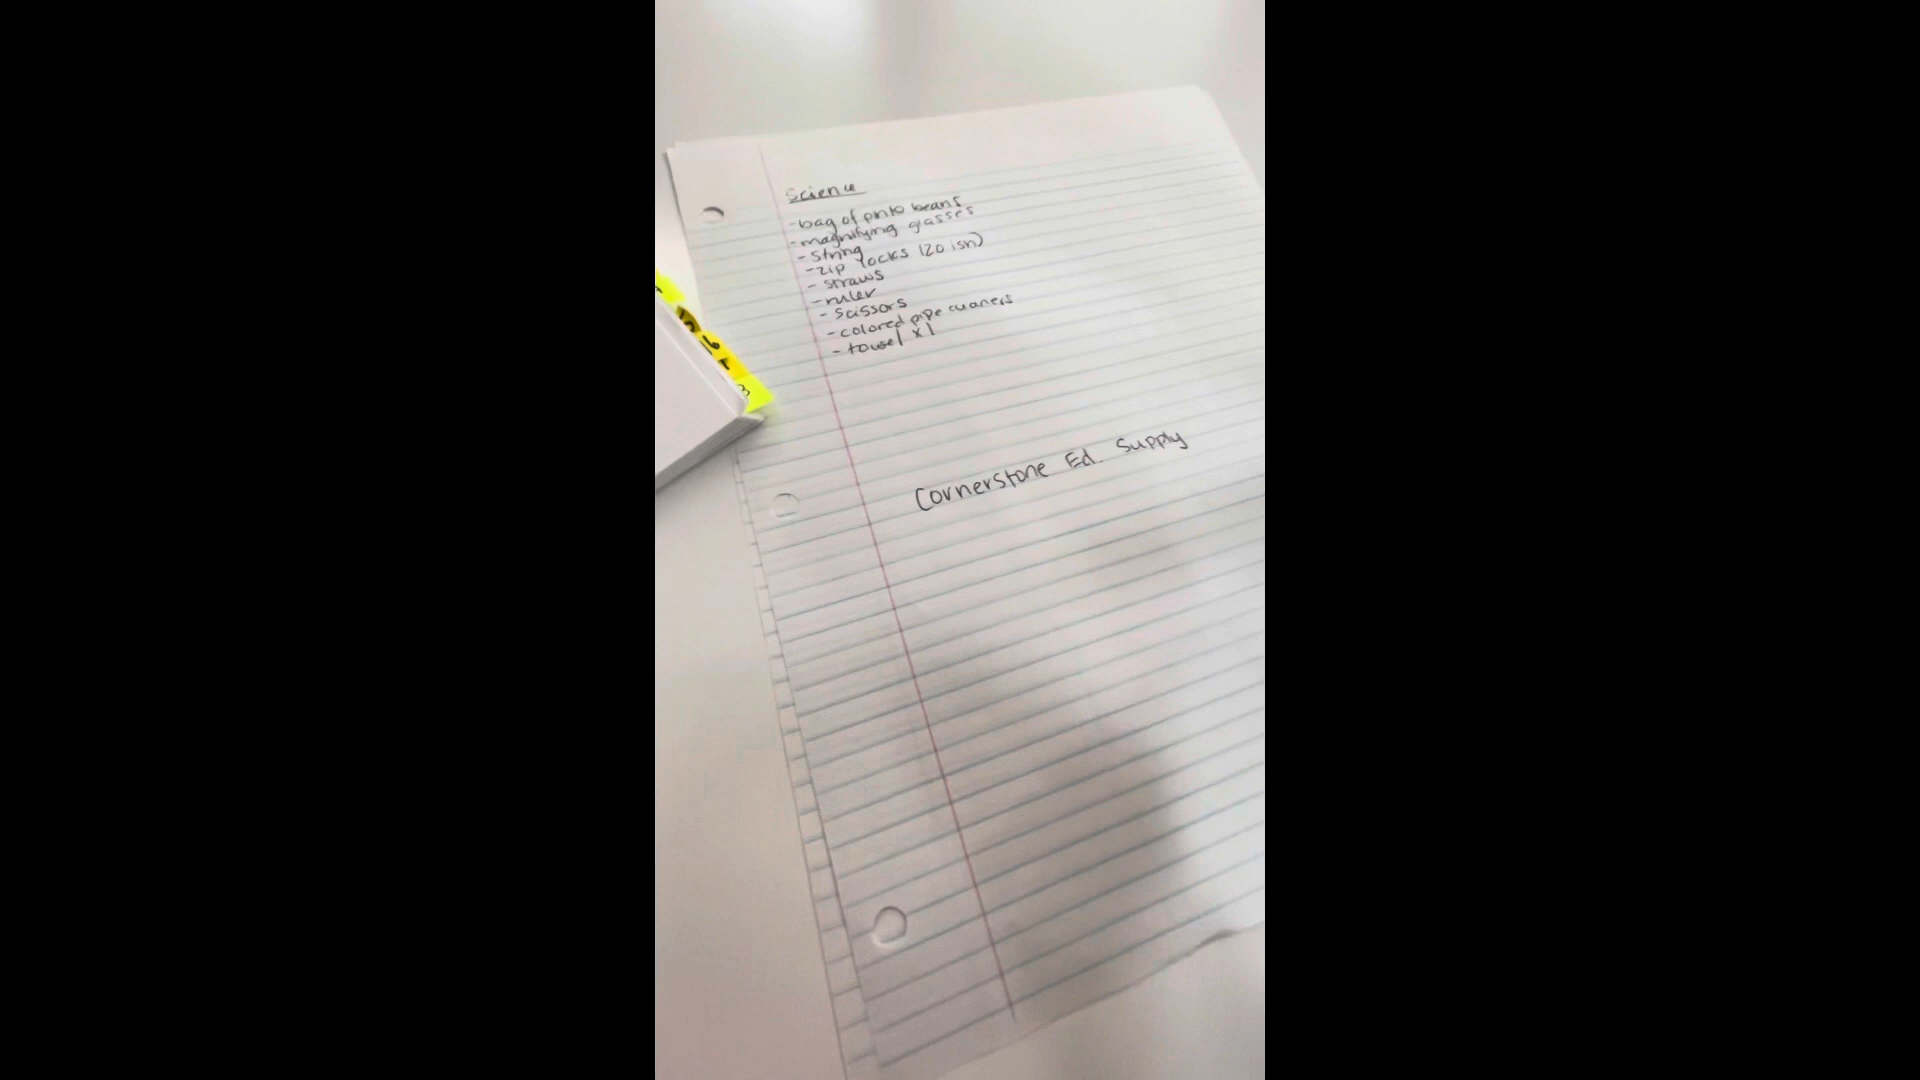 Science
- bag of pinto beans
- magnifying glasses
- string
- zip locks (20 ish)
- straws
- ruler
- scissors
- colored pipe cleaners
- towel x1
Cornerstone Ed. Supply
3